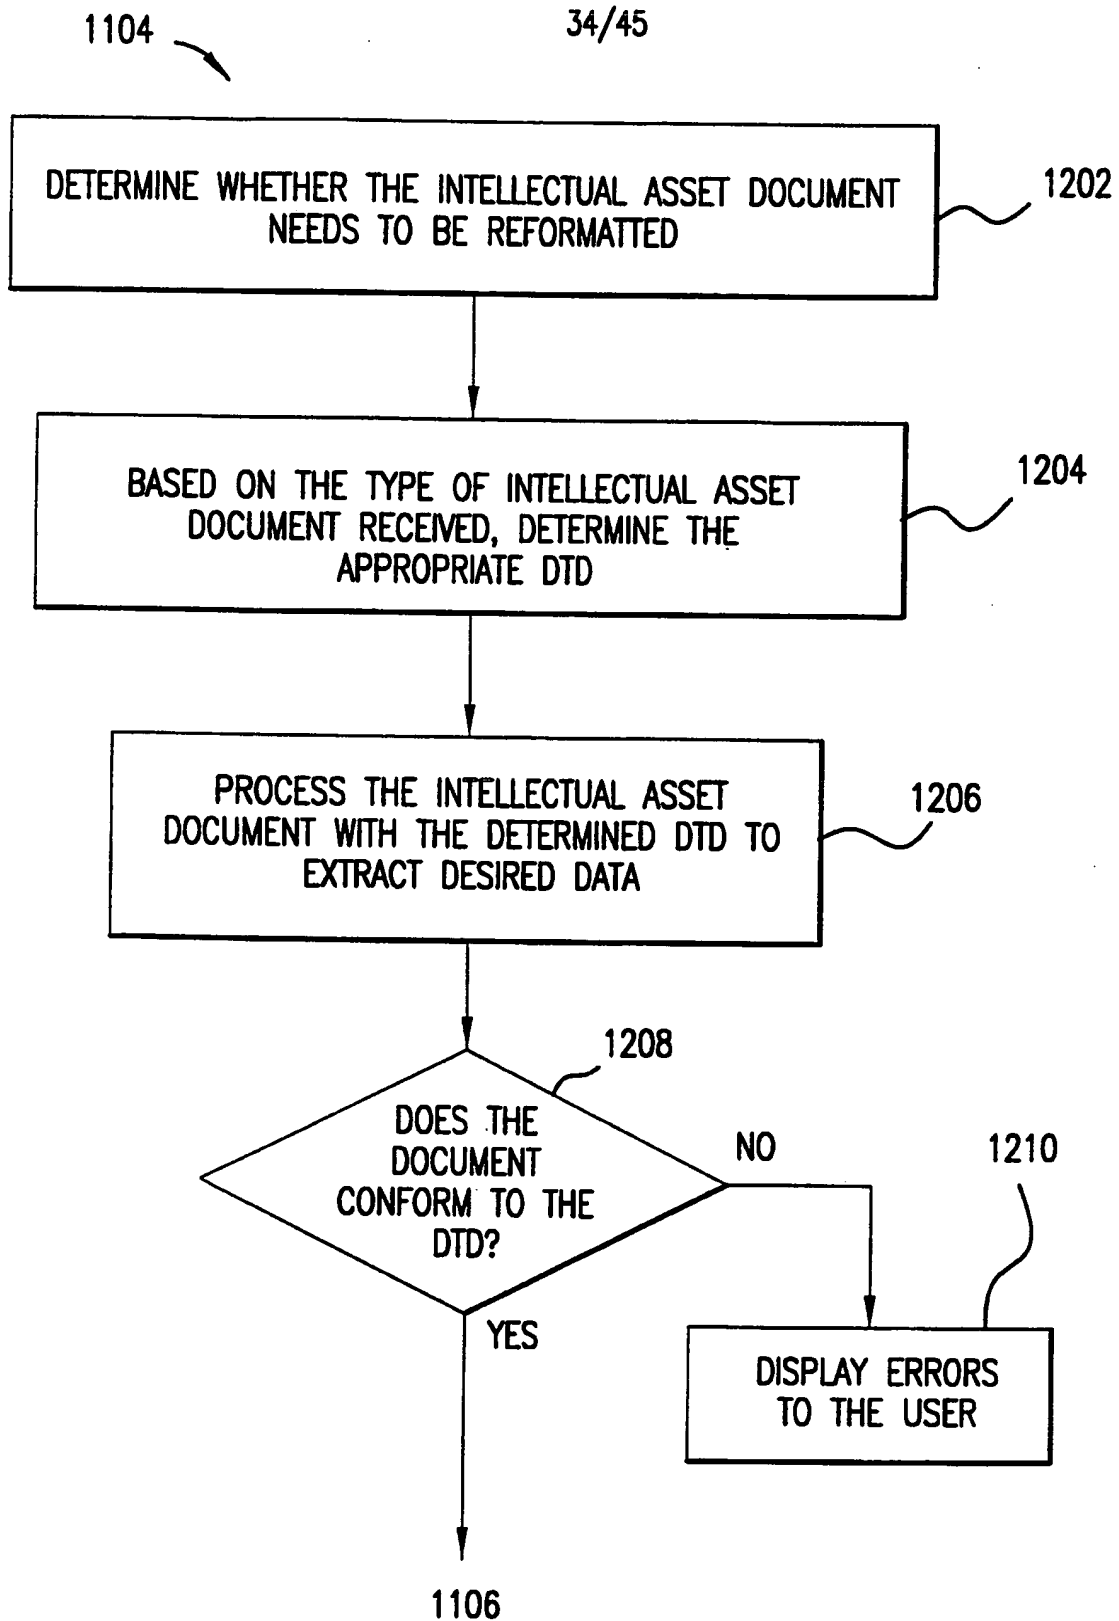 34/45
1104
DETERMINE WHETHER THE INTELLECTUAL ASSET DOCUMENT
NEEDS TO BE REFORMATTED
1202
BASED ON THE TYPE OF INTELLECTUAL ASSET
DOCUMENT RECEIVED, DETERMINE THE
APPROPRIATE DTD
1204
PROCESS THE INTELLECTUAL ASSET
DOCUMENT WITH THE DETERMINED DTD TO
EXTRACT DESIRED DATA
1206
1208
DOES THE
DOCUMENT
CONFORM TO THE
DTD?
NO
1210
YES
DISPLAY ERRORS
TO THE USER
1106